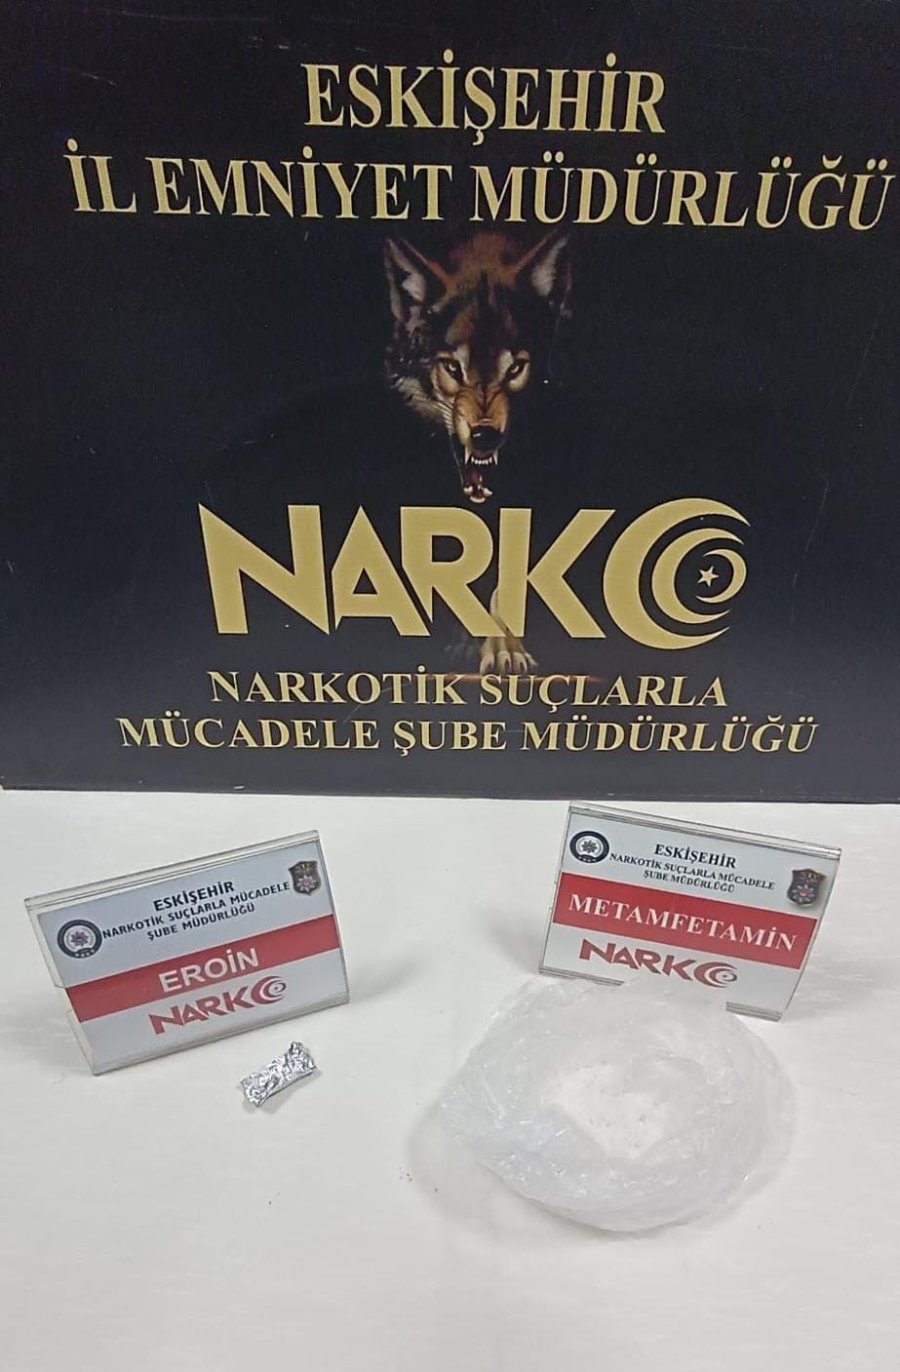 ESKİŞEHİR
İL EMNİYET MÜDÜRLÜĞÜ
NARKO
NARKOTİK SUÇLARLA
MÜCADELE ŞUBE MÜDÜRLÜĞÜ
ESKİŞEHİR
NARKOTİK SUÇLARLA MÜCADELE
ŞUBE MÜDÜRLÜĞÜ
EROİN
NARKO
ESKİŞEHİR
NARKOTİK SUÇLARLA MÜCADELE
ŞUBE MÜDÜRLÜĞÜ
METAMFETAMİN
NARKO